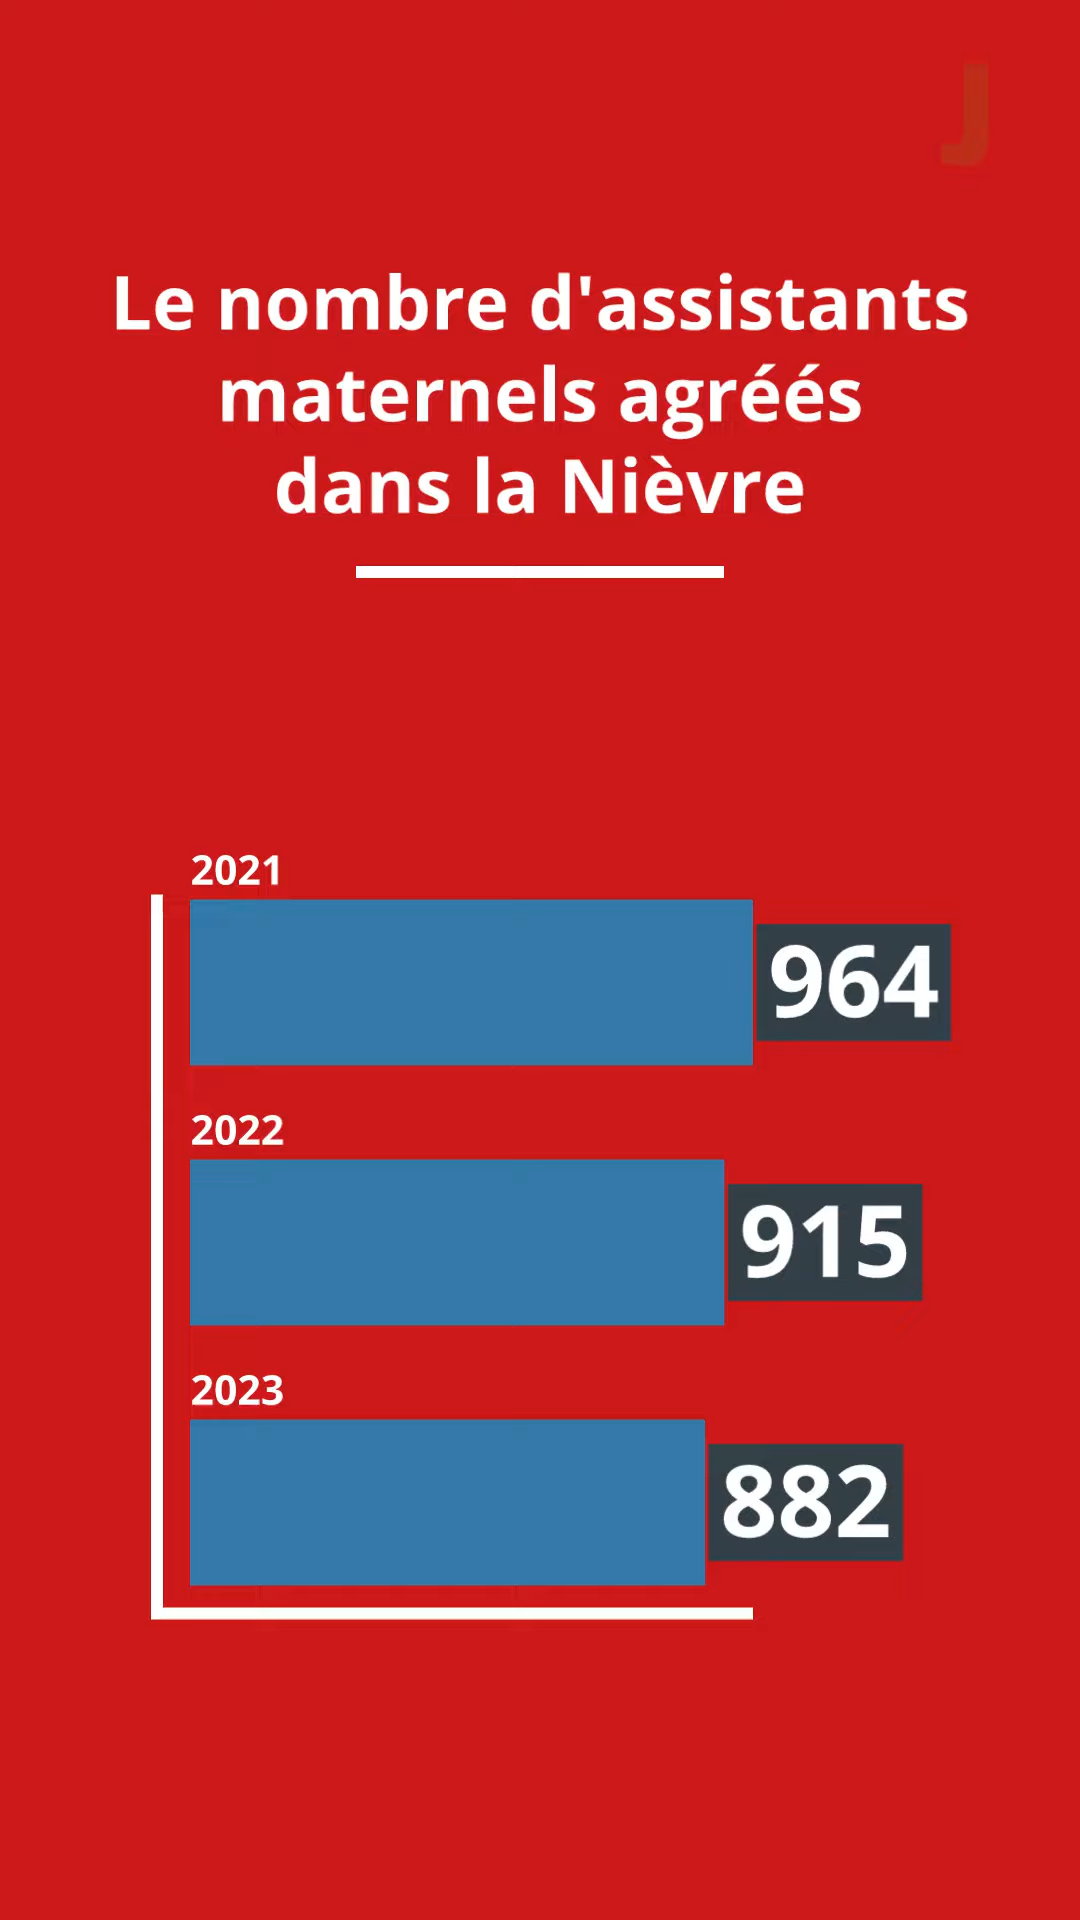 J
Le nombre d'assistants
maternels agréés
dans la Nièvre
2021
964
2022
915
2023
882